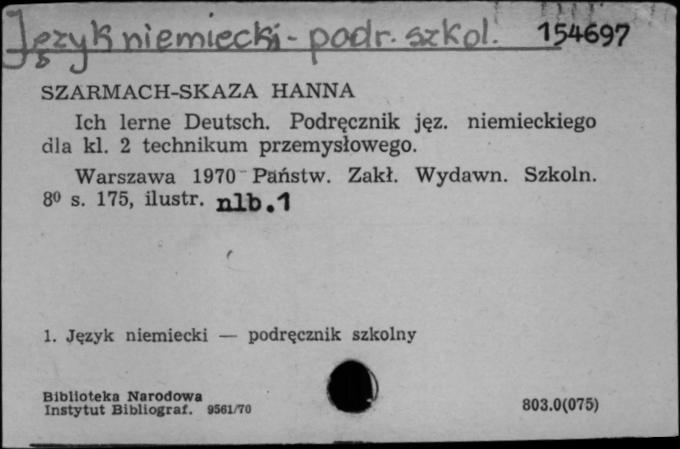 Język niemiecki - podr. szkol. 154697
SZARMACH-SKAZA HANNA
Ich lerne Deutsch. Podręcznik jęz. niemieckiego
dla kl. 2 technikum przemysłowego.
Warszawa 1970 Państw. Zakł. Wydawn. Szkoln.
8⁰ s. 175, ilustr. nlb.1
1. Język niemiecki — podręcznik szkolny
Biblioteka Narodowa
Instytut Bibliograf. 9561/70 803.0(075)